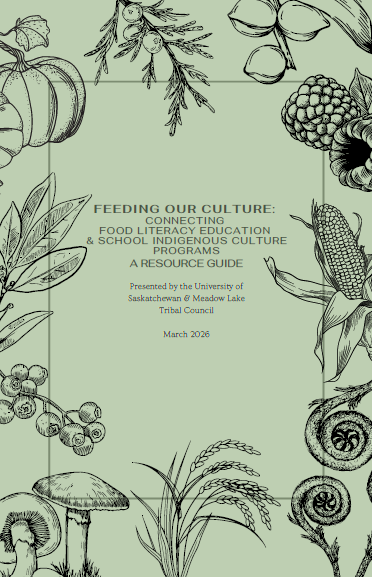 FEEDING OUR CULTURE:
CONNECTING
FOOD LITERACY EDUCATION
& SCHOOL INDIGENOUS CULTURE
PROGRAMS
A RESOURCE GUIDE
Presented by the University of
Saskatchewan & Meadow Lake
Tribal Council
March 2026